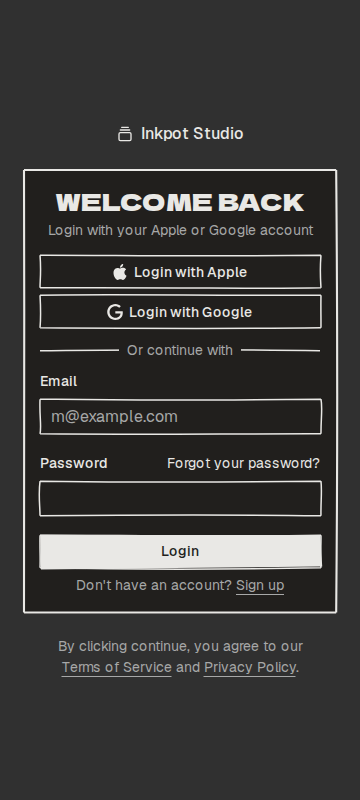 Inkpot Studio
WELCOME BACK
Login with your Apple or Google account
Login with Apple
Login with Google
Or continue with
Email
m@example.com
Password Forgot your password?
Login
Don't have an account? Sign up
By clicking continue, you agree to our
Terms of Service and Privacy Policy.